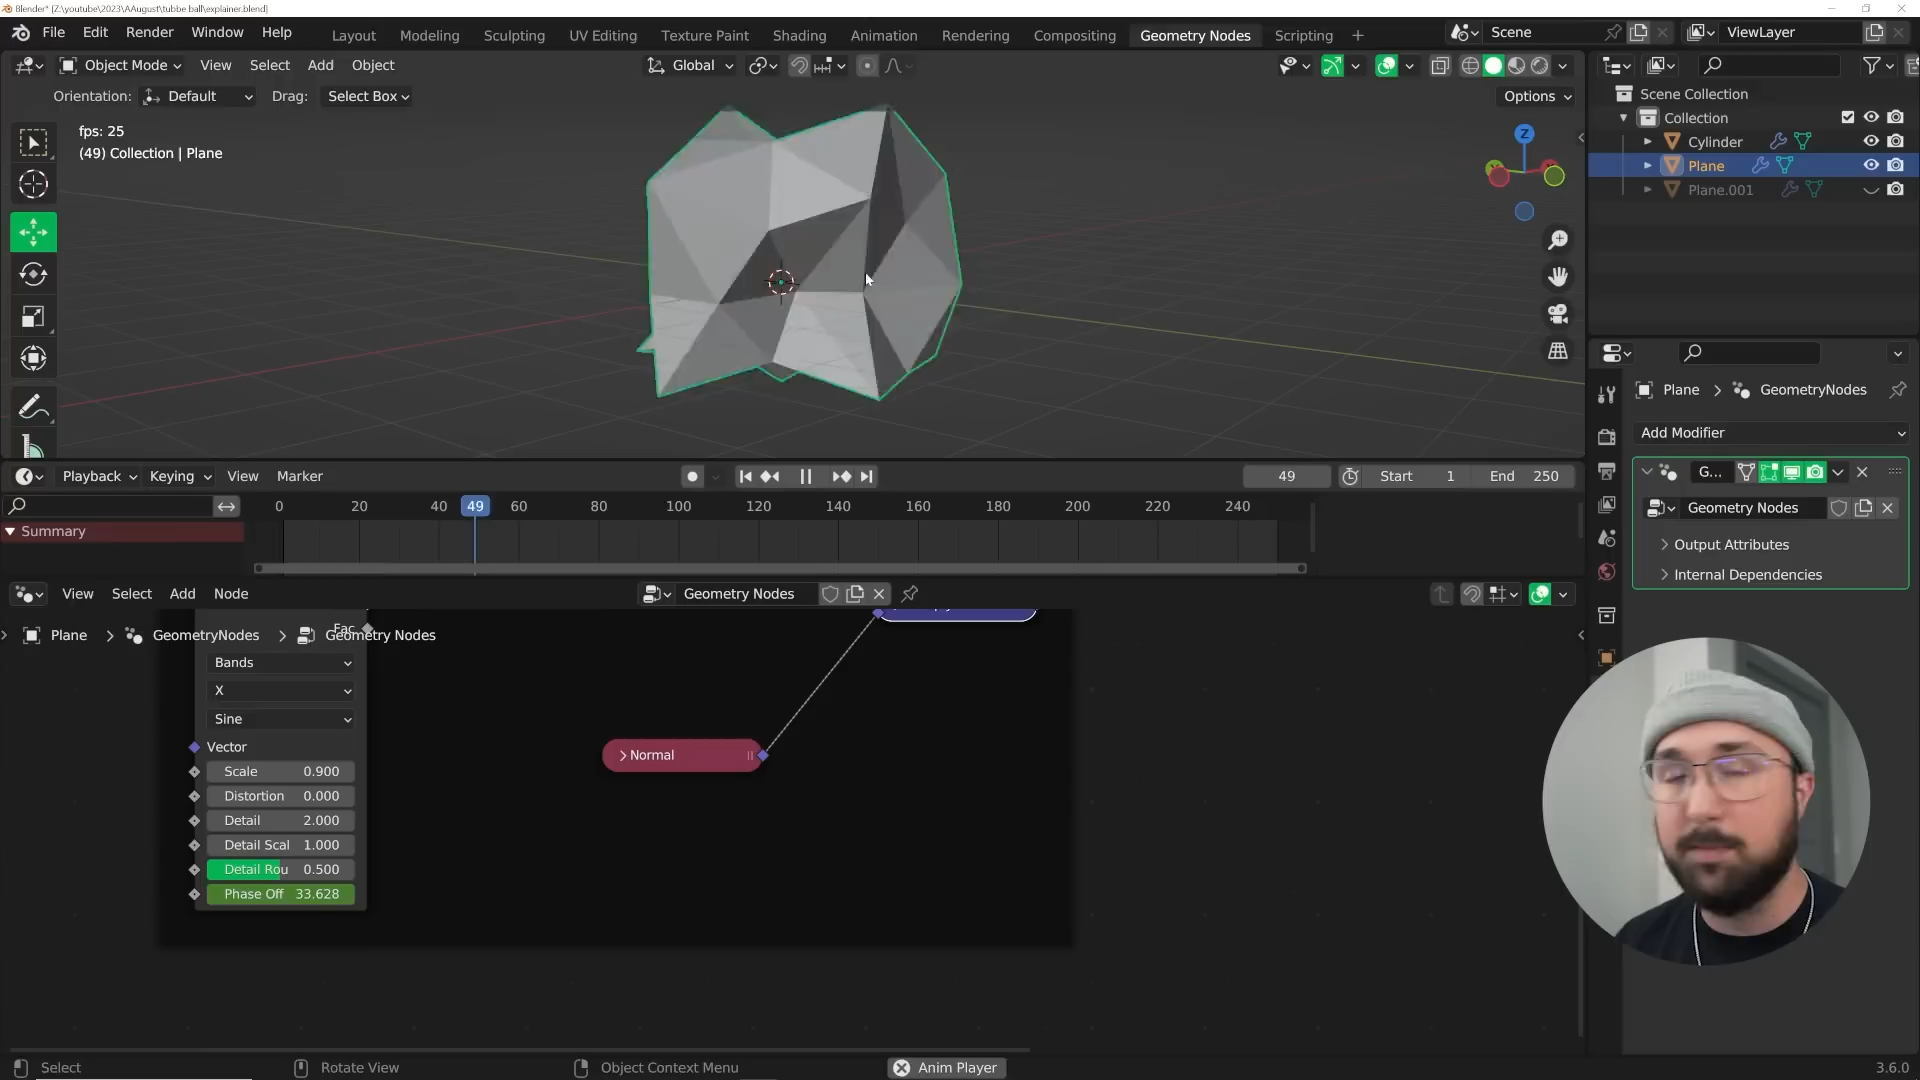 Blender* [Z:\youtube\2023\AAugust\tubbe ball\explainer.blend]
File Edit Render Window Help
Layout Modeling Sculpting UV Editing Texture Paint Shading Animation Rendering Compositing Geometry Nodes Scripting +
Scene
ViewLayer
Object Mode View Select Add Object
Global
Orientation: Default Drag: Select Box
Options
fps: 25
(49) Collection | Plane
Z
Scene Collection
Collection
Cylinder
Plane
Plane.001
Plane > GeometryNodes
Add Modifier
G...
Geometry Nodes
Output Attributes
Internal Dependencies
Playback Keying View Marker
49 Start 1 End 250
0 20 40 49 60 80 100 120 140 160 180 200 220 240
Summary
View Select Add Node
Geometry Nodes
Fac
Plane > GeometryNodes > Geometry Nodes
Bands
X
Sine
Vector
Scale 0.900
Distortion 0.000
Detail 2.000
Detail Scal 1.000
Detail Rou 0.500
Phase Off 33.628
Normal
Select Rotate View Object Context Menu Anim Player 3.6.0